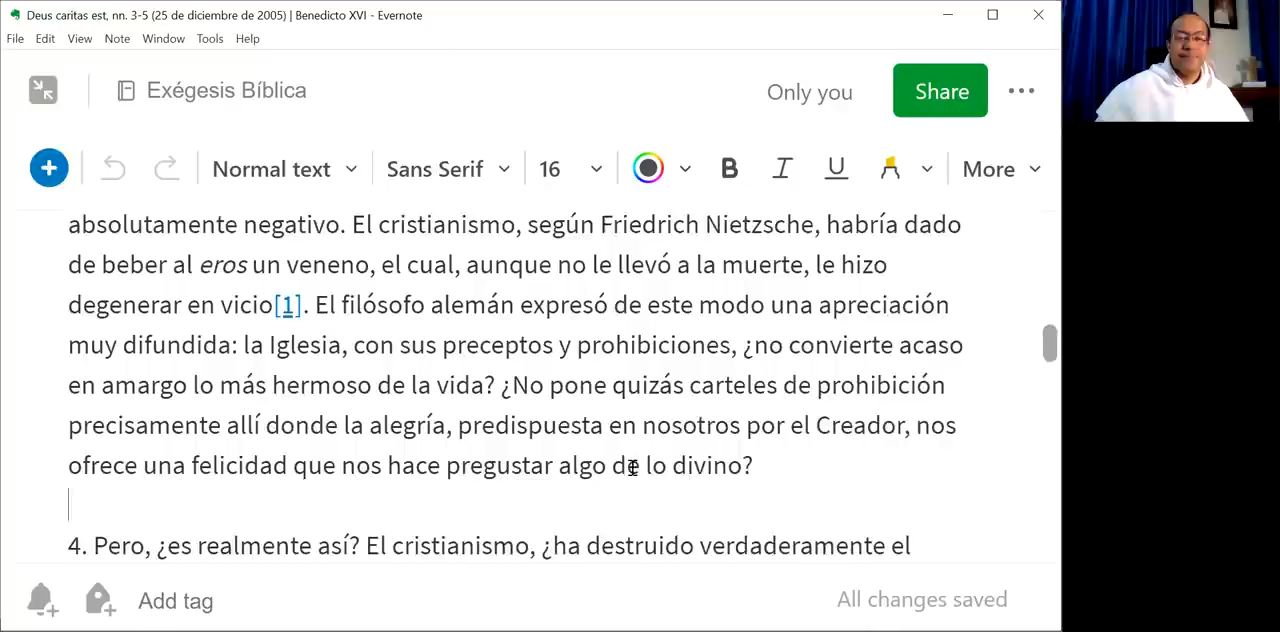 Deus caritas est, nn. 3-5 (25 de diciembre de 2005) | Benedicto XVI - Evernote
File Edit View Note Window Tools Help
Exégesis Bíblica
Only you
Share
Normal text
Sans Serif
16
B I U
More
absolutamente negativo. El cristianismo, según Friedrich Nietzsche, habría dado
de beber al eros un veneno, el cual, aunque no le llevó a la muerte, le hizo
degenerar en vicio[1]. El filósofo alemán expresó de este modo una apreciación
muy difundida: la Iglesia, con sus preceptos y prohibiciones, ¿no convierte acaso
en amargo lo más hermoso de la vida? ¿No pone quizás carteles de prohibición
precisamente allí donde la alegría, predispuesta en nosotros por el Creador, nos
ofrece una felicidad que nos hace pregustar algo de lo divino?
4. Pero, ¿es realmente así? El cristianismo, ¿ha destruido verdaderamente el
Add tag
All changes saved